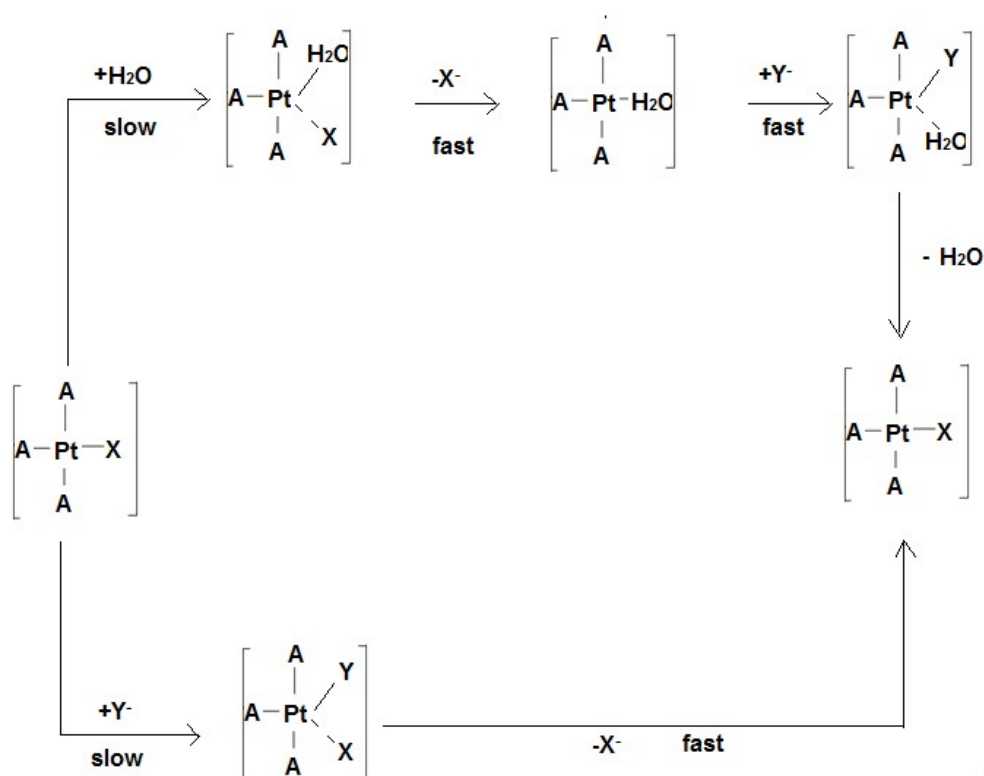 +H2O
slow
A
H2O
A Pt
X
A
-X-
fast
A
A Pt H2O
A
+Y-
fast
A
Y
A Pt
H2O
A
- H2O
A
A Pt X
A
A
A Pt X
A
+Y-
slow
A
Y
A Pt
X
A
-X- fast